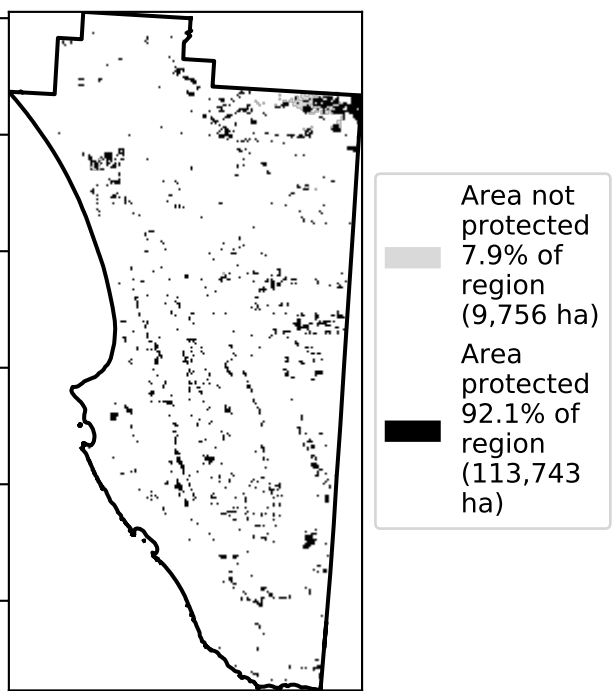 Area not
protected
7.9% of
region
(9,756 ha)
Area
protected
92.1% of
region
(113,743
ha)